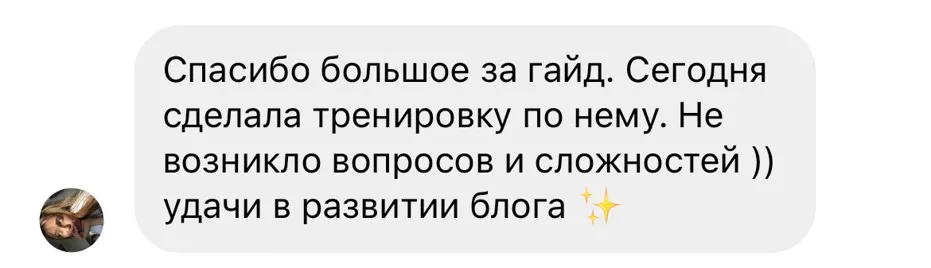 Спасибо большое за гайд. Сегодня
сделала тренировку по нему. Не
возникло вопросов и сложностей ))
удачи в развитии блога ✨